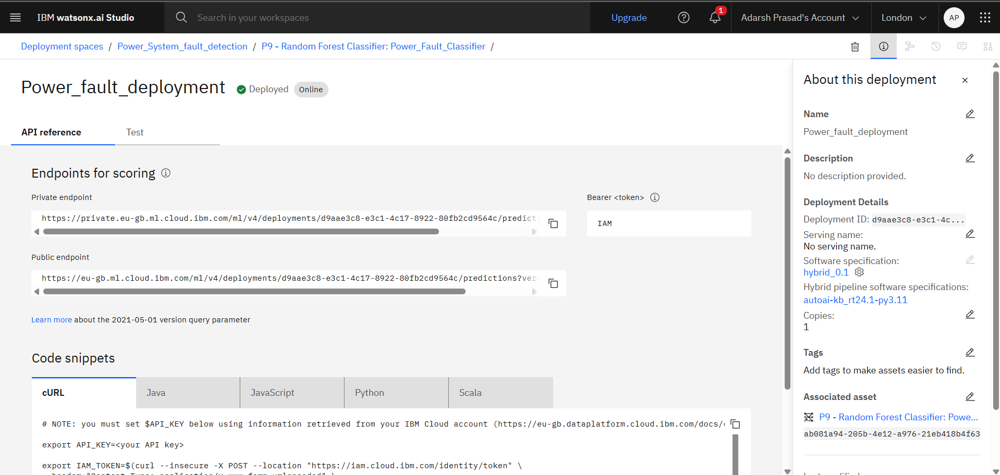 IBM watsonx.ai Studio
Search in your workspaces
Upgrade
1
Adarsh Prasad's Account
London
AP
Deployment spaces / Power_System_fault_detection / P9 - Random Forest Classifier: Power_Fault_Classifier /
Power_fault_deployment
Deployed
Online
API reference
Test
Endpoints for scoring
Private endpoint
https://private.eu-gb.ml.cloud.ibm.com/ml/v4/deployments/d9aae3c8-e3c1-4c17-8922-80fb2cd9564c/predicti
Bearer <token>
IAM
Public endpoint
https://eu-gb.ml.cloud.ibm.com/ml/v4/deployments/d9aae3c8-e3c1-4c17-8922-80fb2cd9564c/predictions?vers
Learn more about the 2021-05-01 version query parameter
Code snippets
cURL
Java
JavaScript
Python
Scala
# NOTE: you must set $API_KEY below using information retrieved from your IBM Cloud account (https://eu-gb.dataplatform.cloud.ibm.com/docs/
export API_KEY=<your API key>
export IAM_TOKEN=$(curl --insecure -X POST --location "https://iam.cloud.ibm.com/identity/token" \
About this deployment
Name
Power_fault_deployment
Description
No description provided.
Deployment Details
Deployment ID: d9aae3c8-e3c1-4c...
Serving name:
No serving name.
Software specification:
hybrid_0.1
Hybrid pipeline software specifications:
autoai-kb_rt24.1-py3.11
Copies:
1
Tags
Add tags to make assets easier to find.
Associated asset
P9 - Random Forest Classifier: Powe...
ab081a94-205b-4e12-a976-21eb418b4f63